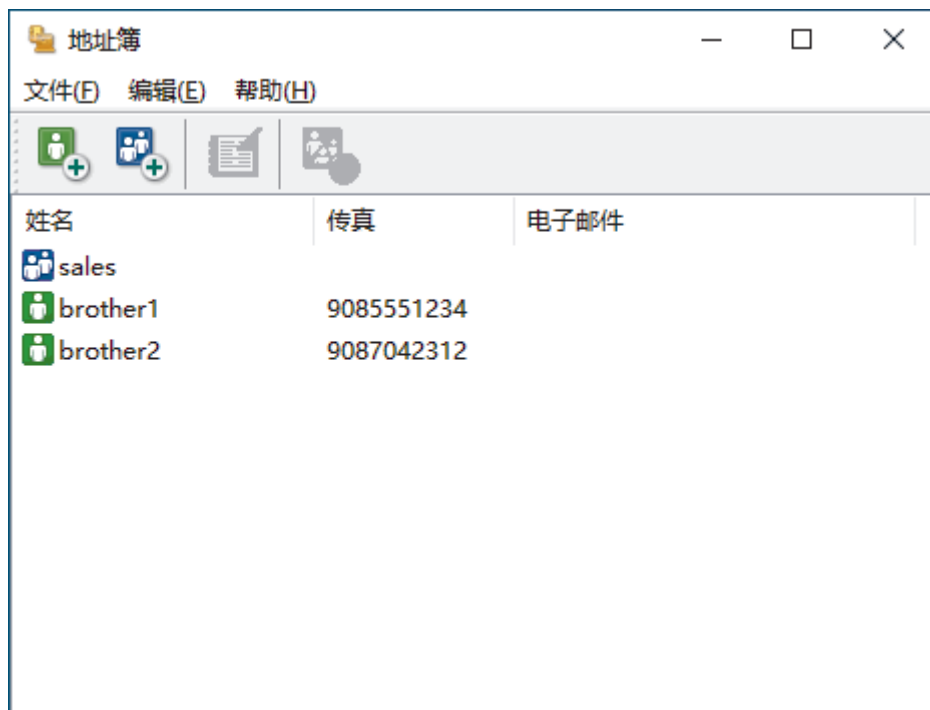 地址簿
文件(F) 编辑(E) 帮助(H)
姓名 传真 电子邮件
sales
brother1 9085551234
brother2 9087042312